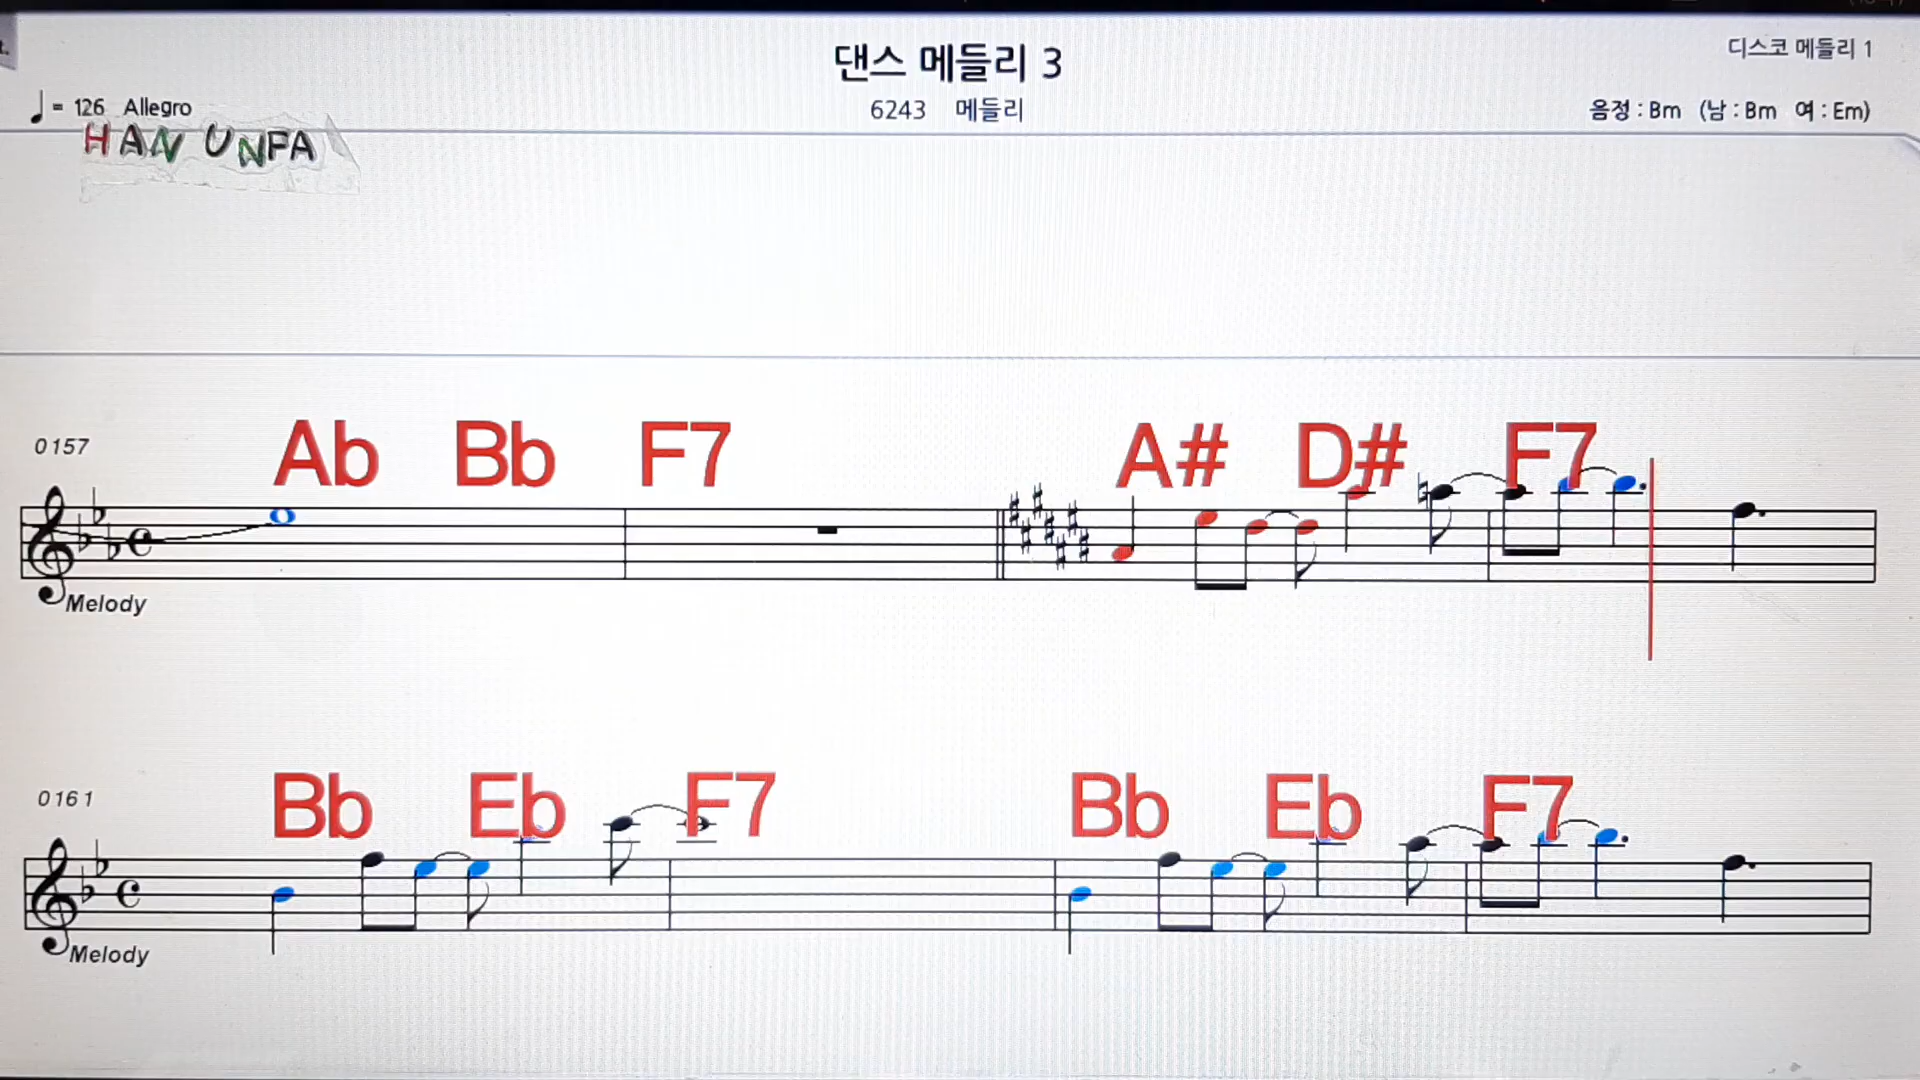 댄스 메들리 3
디스코 메들리 1
♩= 126 Allegro
6243 메들리
음정 : Bm (남 : Bm 여 : Em)
HAN UNFA
0157
Ab Bb F7 A# D# F7
Melody
0161
Bb Eb F7 Bb Eb F7
Melody